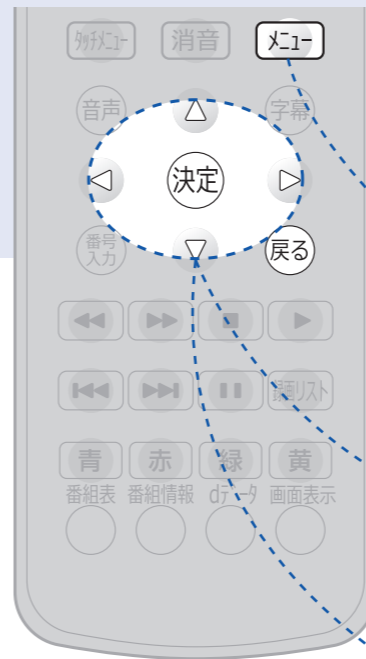 ﾀｯﾁﾒﾆｭｰ 消音 ﾒﾆｭｰ
音声 字幕
決定
番号
入力
戻る
録画ﾘｽﾄ
青 赤 緑 黄
番組表 番組情報 dﾃﾞｰﾀ 画面表示